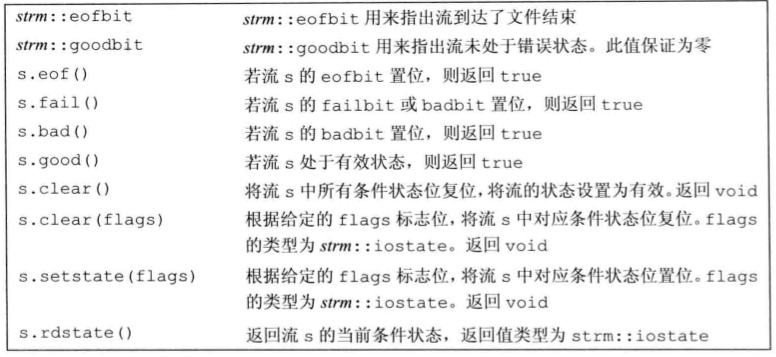 strm::eofbit strm::eofbit 用来指出流到达了文件结束
strm::goodbit strm::goodbit 用来指出流未处于错误状态。此值保证为零
s.eof() 若流 s 的 eofbit 置位，则返回 true
s.fail() 若流 s 的 failbit 或 badbit 置位，则返回 true
s.bad() 若流 s 的 badbit 置位，则返回 true
s.good() 若流 s 处于有效状态，则返回 true
s.clear() 将流 s 中所有条件状态位复位，将流的状态设置为有效。返回 void
s.clear(flags) 根据给定的 flags 标志位，将流 s 中对应条件状态位复位。flags
的类型为 strm::iostate。返回 void
s.setstate(flags) 根据给定的 flags 标志位，将流 s 中对应条件状态位置位。flags
的类型为 strm::iostate。返回 void
s.rdstate() 返回流 s 的当前条件状态，返回值类型为 strm::iostate